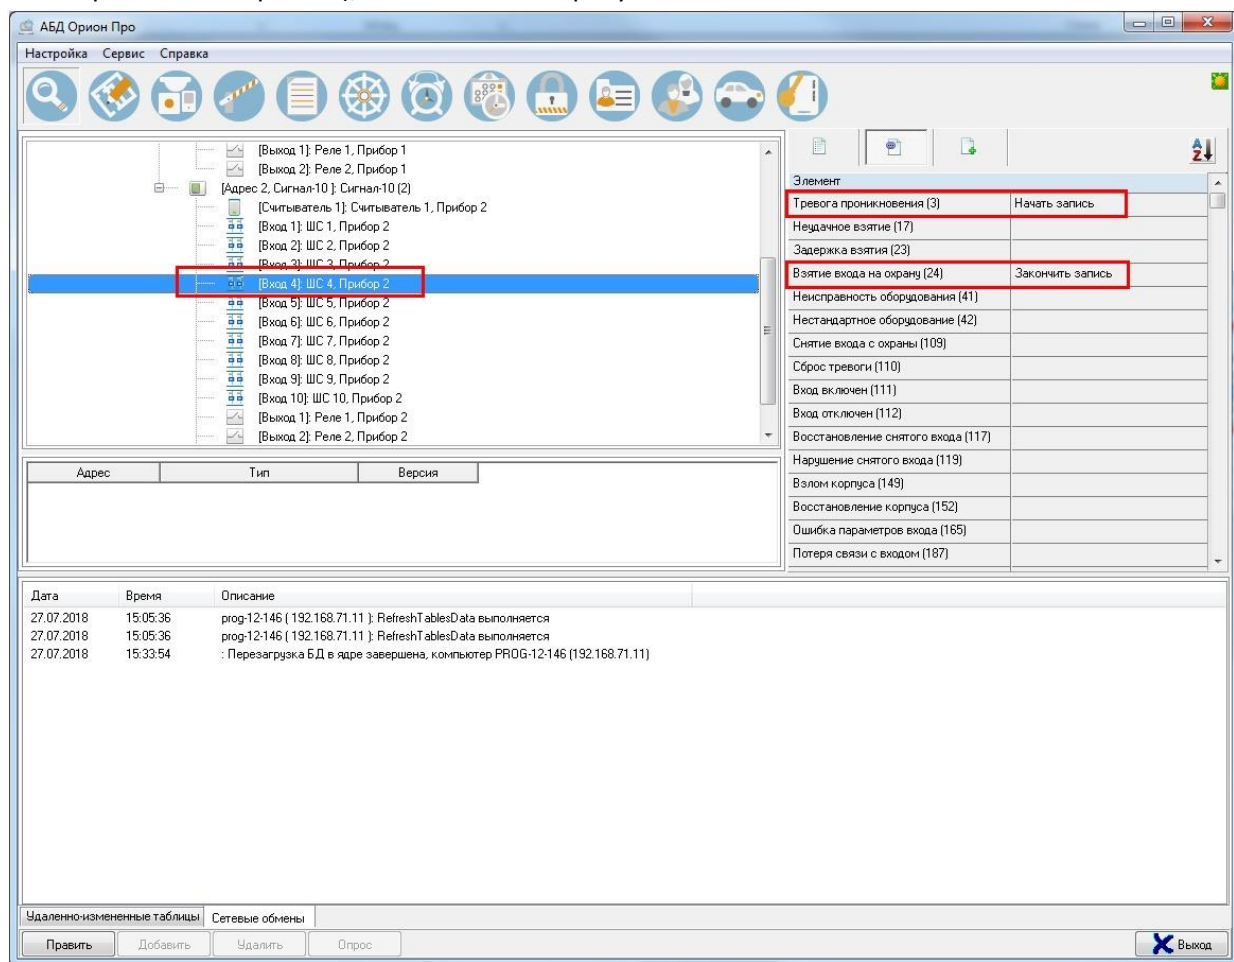 АБД Орион Про
Настройка Сервис Справка
[Выход 1]: Реле 1, Прибор 1
[Выход 2]: Реле 2, Прибор 1
[Адрес 2, Сигнал-10 ]: Сигнал-10 (2)
[Считыватель 1]: Считыватель 1, Прибор 2
[Вход 1]: ШС 1, Прибор 2
[Вход 2]: ШС 2, Прибор 2
[Вход 3]: ШС 3, Прибор 2
[Вход 4]: ШС 4, Прибор 2
[Вход 5]: ШС 5, Прибор 2
[Вход 6]: ШС 6, Прибор 2
[Вход 7]: ШС 7, Прибор 2
[Вход 8]: ШС 8, Прибор 2
[Вход 9]: ШС 9, Прибор 2
[Вход 10]: ШС 10, Прибор 2
[Выход 1]: Реле 1, Прибор 2
[Выход 2]: Реле 2, Прибор 2
Элемент
Тревога проникновения (3) Начать запись
Неудачное взятие (17)
Задержка взятия (23)
Взятие входа на охрану (24) Закончить запись
Неисправность оборудования (41)
Нестандартное оборудование (42)
Снятие входа с охраны (109)
Сброс тревоги (110)
Вход включен (111)
Вход отключен (112)
Восстановление снятого входа (117)
Нарушение снятого входа (119)
Взлом корпуса (149)
Восстановление корпуса (152)
Ошибка параметров входа (165)
Потеря связи с входом (187)
Адрес Тип Версия
Дата Время Описание
27.07.2018 15:05:36 prog-12-146 ( 192.168.71.11 ): RefreshTablesData выполняется
27.07.2018 15:05:36 prog-12-146 ( 192.168.71.11 ): RefreshTablesData выполняется
27.07.2018 15:33:54 : Перезагрузка БД в ядре завершена, компьютер PROG-12-146 (192.168.71.11)
Удаленно-измененные таблицы Сетевые обмены
Править Добавить Удалить Опрос Выход